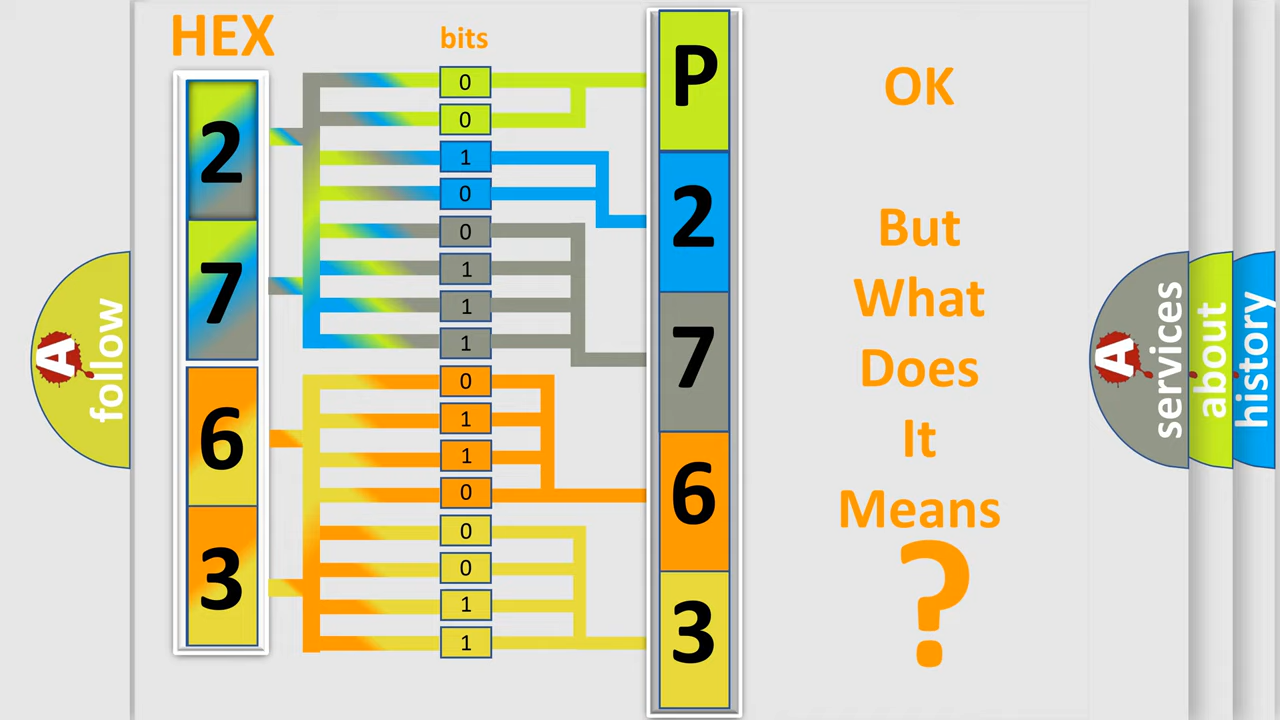 HEX
bits
2
7
6
3
0
0
1
0
0
1
1
1
0
1
1
0
0
0
1
1
P
2
7
6
3
OK
But
What
Does
It
Means
?
A
follow
A
services
about
history